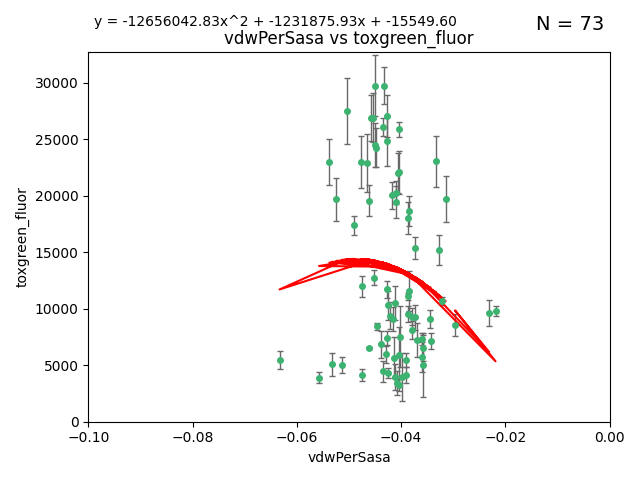 y = -12656042.83x^2 + -1231875.93x + -15549.60
N = 73
vdwPerSasa vs toxgreen_fluor
toxgreen_fluor
30000
25000
20000
15000
10000
5000
0
−0.10
−0.08
−0.06
−0.04
−0.02
0.00
vdwPerSasa